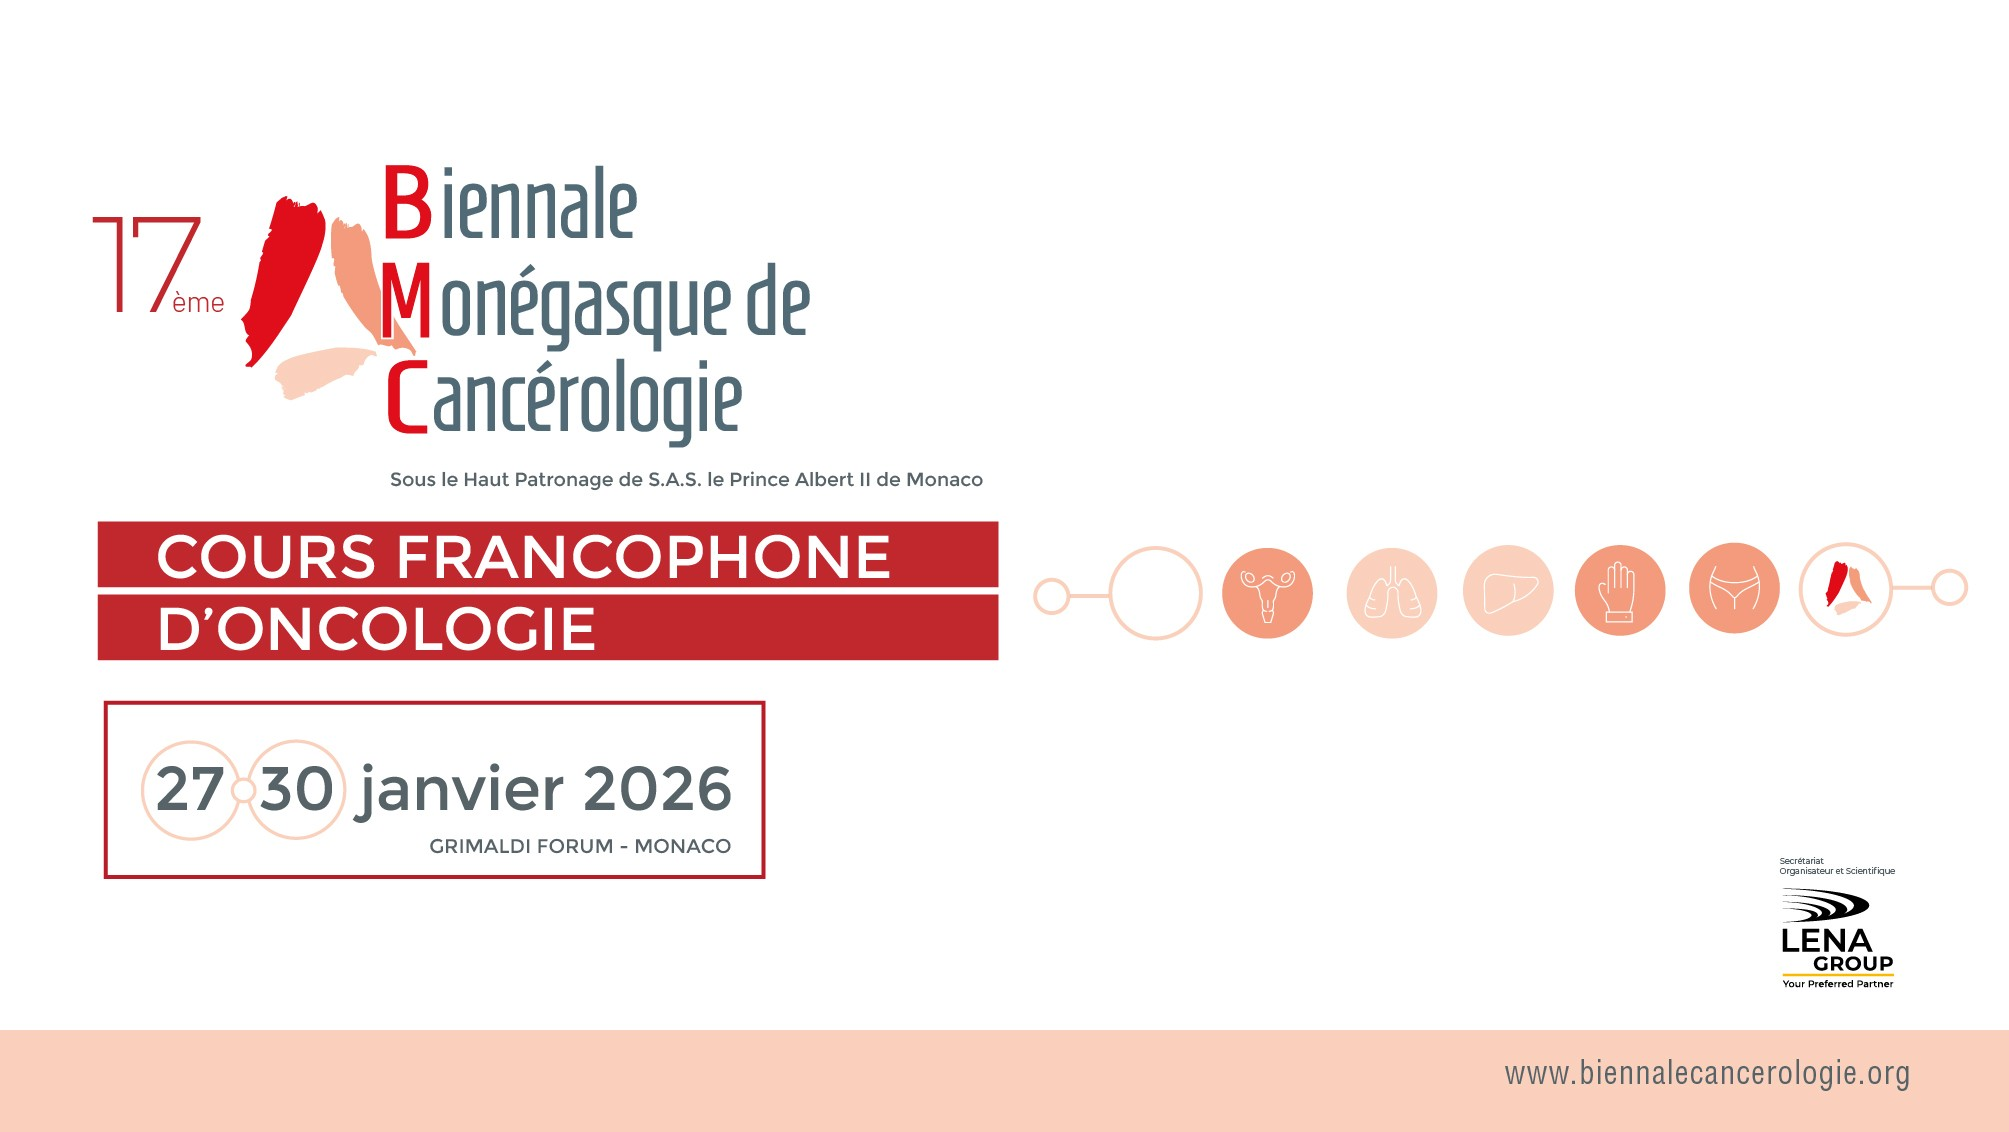 17ème
Biennale
Monégasque de
Cancérologie
Sous le Haut Patronage de S.A.S. le Prince Albert II de Monaco
COURS FRANCOPHONE
D'ONCOLOGIE
27 30 janvier 2026
GRIMALDI FORUM - MONACO
Secrétariat
Organisateur et Scientifique
LENA
GROUP
Your Preferred Partner
www.biennalecancerologie.org